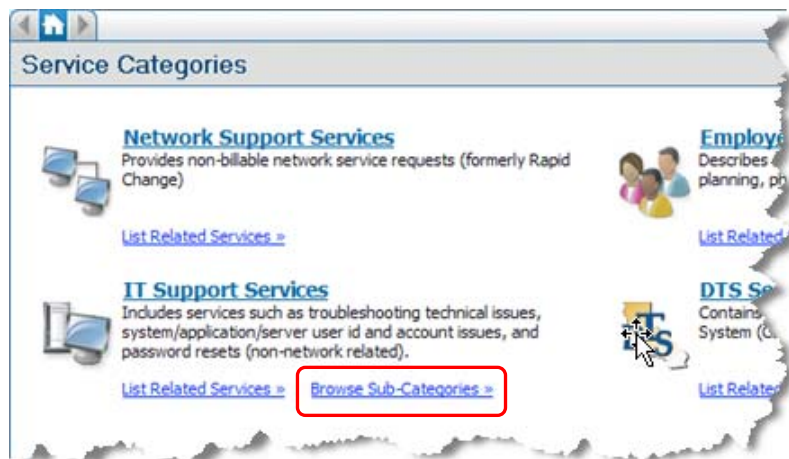 Service Categories
Network Support Services
Provides non-billable network service requests (formerly Rapid
Change)
List Related Services »
IT Support Services
Includes services such as troubleshooting technical issues,
system/application/server user id and account issues, and
password resets (non-network related).
List Related Services » Browse Sub-Categories »
Describes
planning,
List Related
DTS
Contains
System
List Related